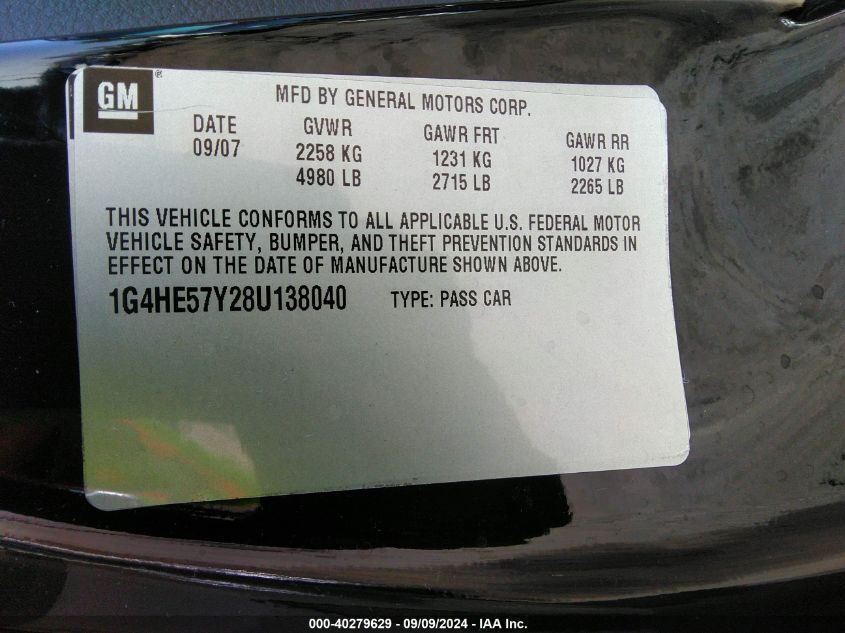 GM®
MFD BY GENERAL MOTORS CORP.
DATE GVWR GAWR FRT GAWR RR
09/07 2258 KG 1231 KG 1027 KG
4980 LB 2715 LB 2265 LB
THIS VEHICLE CONFORMS TO ALL APPLICABLE U.S. FEDERAL MOTOR
VEHICLE SAFETY, BUMPER, AND THEFT PREVENTION STANDARDS IN
EFFECT ON THE DATE OF MANUFACTURE SHOWN ABOVE.
1G4HE57Y28U138040 TYPE: PASS CAR
000-40279629 - 09/09/2024 - IAA Inc.